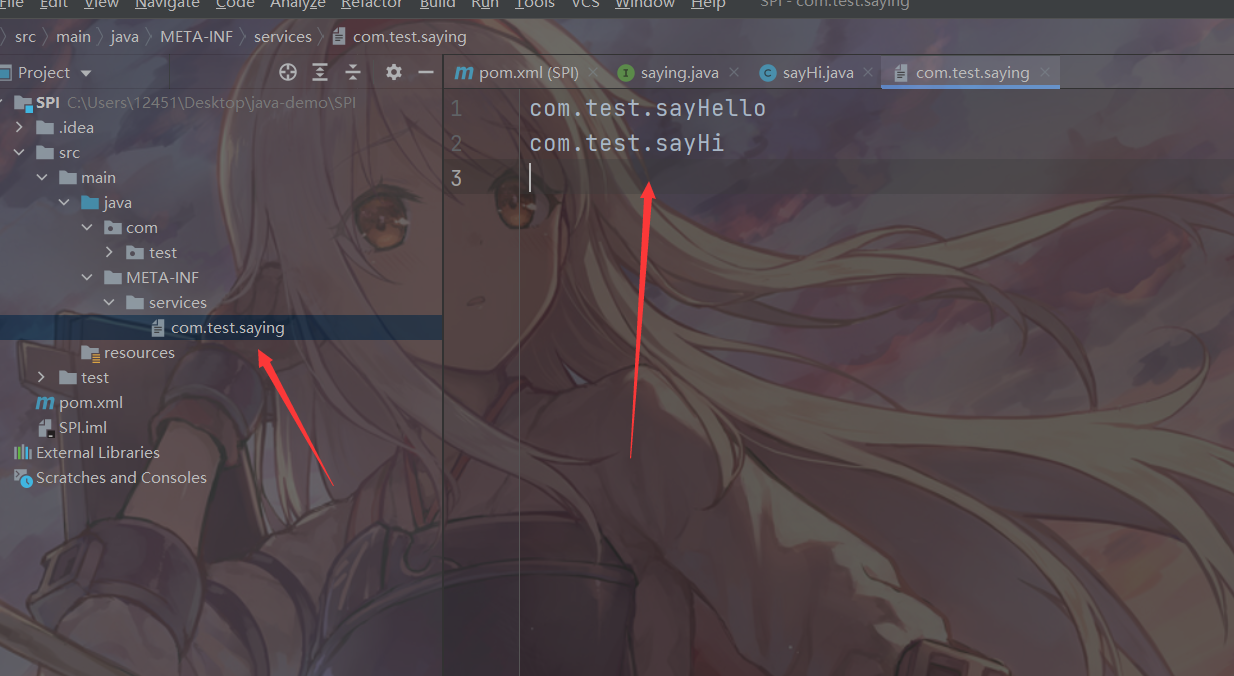 File Edit View Navigate Code Analyze Refactor Build Run Tools VCS Window Help SPI - com.test.saying
src main java META-INF services com.test.saying
Project
pom.xml (SPI) saying.java sayHi.java com.test.saying
SPI C:\Users\12451\Desktop\java-demo\SPI
.idea
src
main
java
com
test
META-INF
services
com.test.saying
resources
test
pom.xml
SPI.iml
External Libraries
Scratches and Consoles
1 com.test.sayHello
2 com.test.sayHi
3